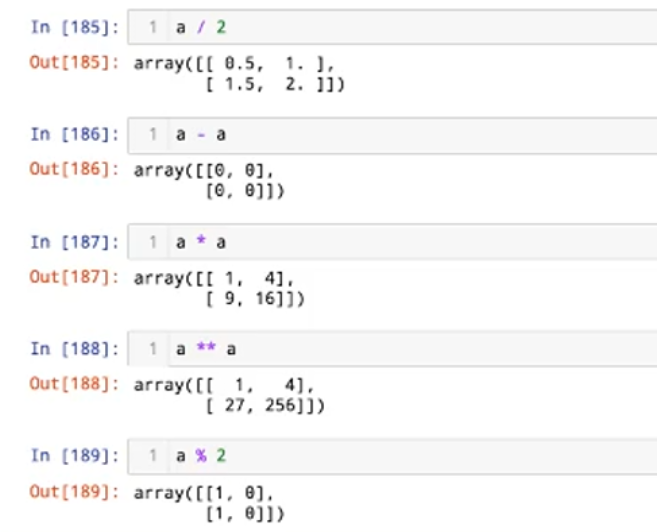 In [185]: 1 a / 2
Out[185]: array([[ 0.5, 1. ],
[ 1.5, 2. ]])
In [186]: 1 a - a
Out[186]: array([[0, 0],
[0, 0]])
In [187]: 1 a * a
Out[187]: array([[ 1, 4],
[ 9, 16]])
In [188]: 1 a ** a
Out[188]: array([[ 1, 4],
[ 27, 256]])
In [189]: 1 a % 2
Out[189]: array([[1, 0],
[1, 0]])